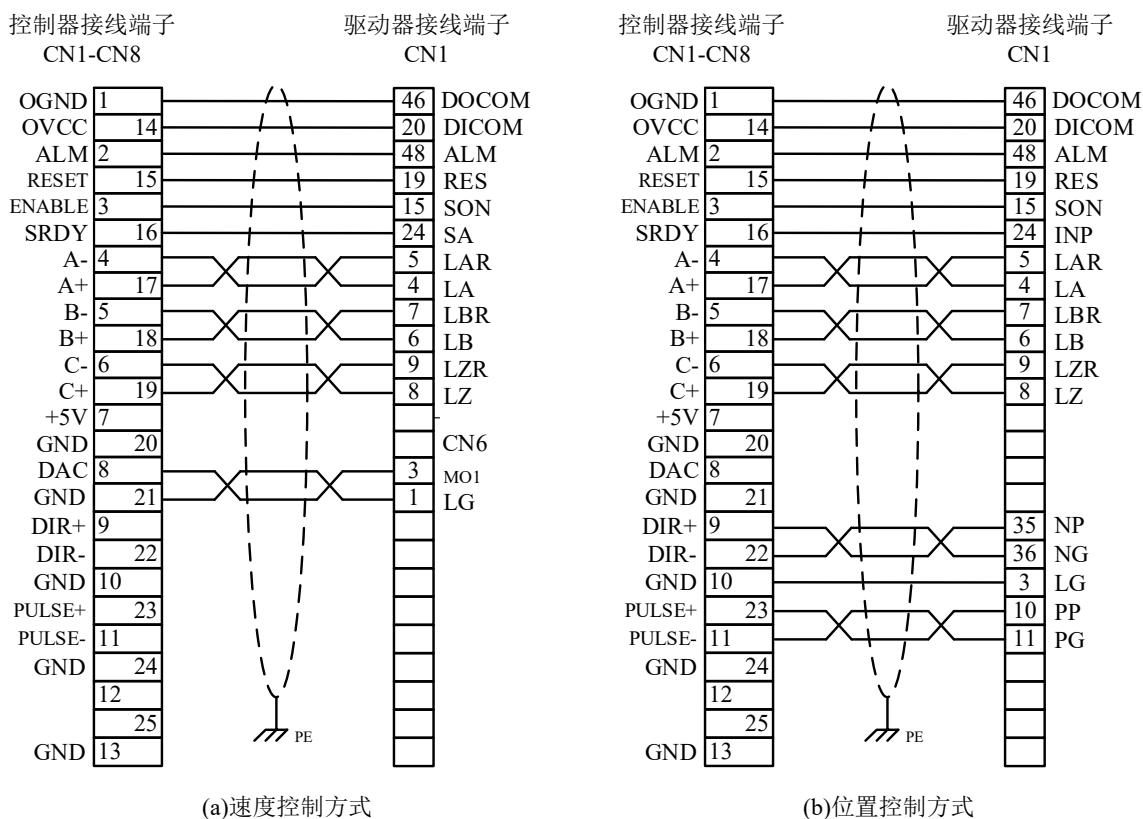 控制器接线端子 驱动器接线端子
CN1-CN8 CN1
OGND 1 46 DOCOM
OVCC 14 20 DICOM
ALM 2 48 ALM
RESET 15 19 RES
ENABLE 3 15 SON
SRDY 16 24 SA
A- 4 5 LAR
A+ 17 4 LA
B- 5 7 LBR
B+ 18 6 LB
C- 6 9 LZR
C+ 19 8 LZ
+5V 7
GND 20 CN6
DAC 8 3 MO1
GND 21 1 LG
DIR+ 9
DIR- 22
GND 10
PULSE+ 23
PULSE- 11
GND 24
12
25
GND 13
PE
(a)速度控制方式
控制器接线端子 驱动器接线端子
CN1-CN8 CN1
OGND 1 46 DOCOM
OVCC 14 20 DICOM
ALM 2 48 ALM
RESET 15 19 RES
ENABLE 3 15 SON
SRDY 16 24 INP
A- 4 5 LAR
A+ 17 4 LA
B- 5 7 LBR
B+ 18 6 LB
C- 6 9 LZR
C+ 19 8 LZ
+5V 7
GND 20
DAC 8
GND 21
DIR+ 9 35 NP
DIR- 22 36 NG
GND 10 3 LG
PULSE+ 23 10 PP
PULSE- 11 11 PG
GND 24
12
25
GND 13
PE
(b)位置控制方式